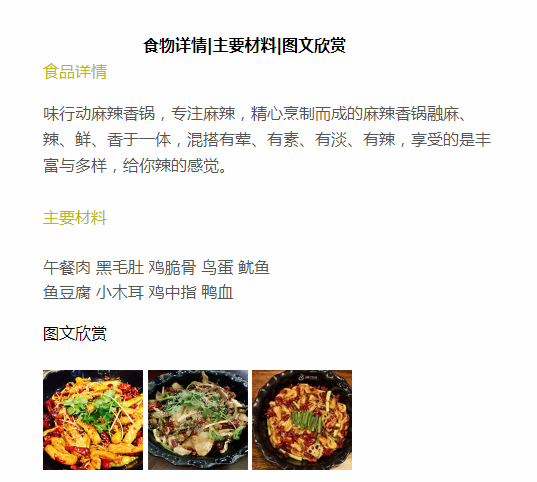 食物详情|主要材料|图文欣赏
食品详情
味行动麻辣香锅，专注麻辣，精心烹制而成的麻辣香锅融麻、
辣、鲜、香于一体，混搭有荤、有素、有淡、有辣，享受的是丰
富与多样，给你辣的感觉。
主要材料
午餐肉 黑毛肚 鸡脆骨 鸟蛋 鱿鱼
鱼豆腐 小木耳 鸡中指 鸭血
图文欣赏